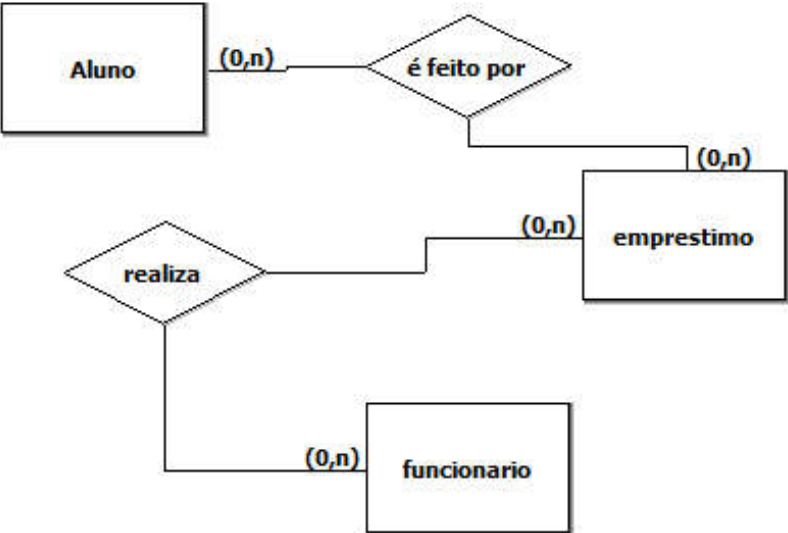 Aluno
(0,n)
é feito por
(0,n)
(0,n)
emprestimo
realiza
(0,n)
funcionario